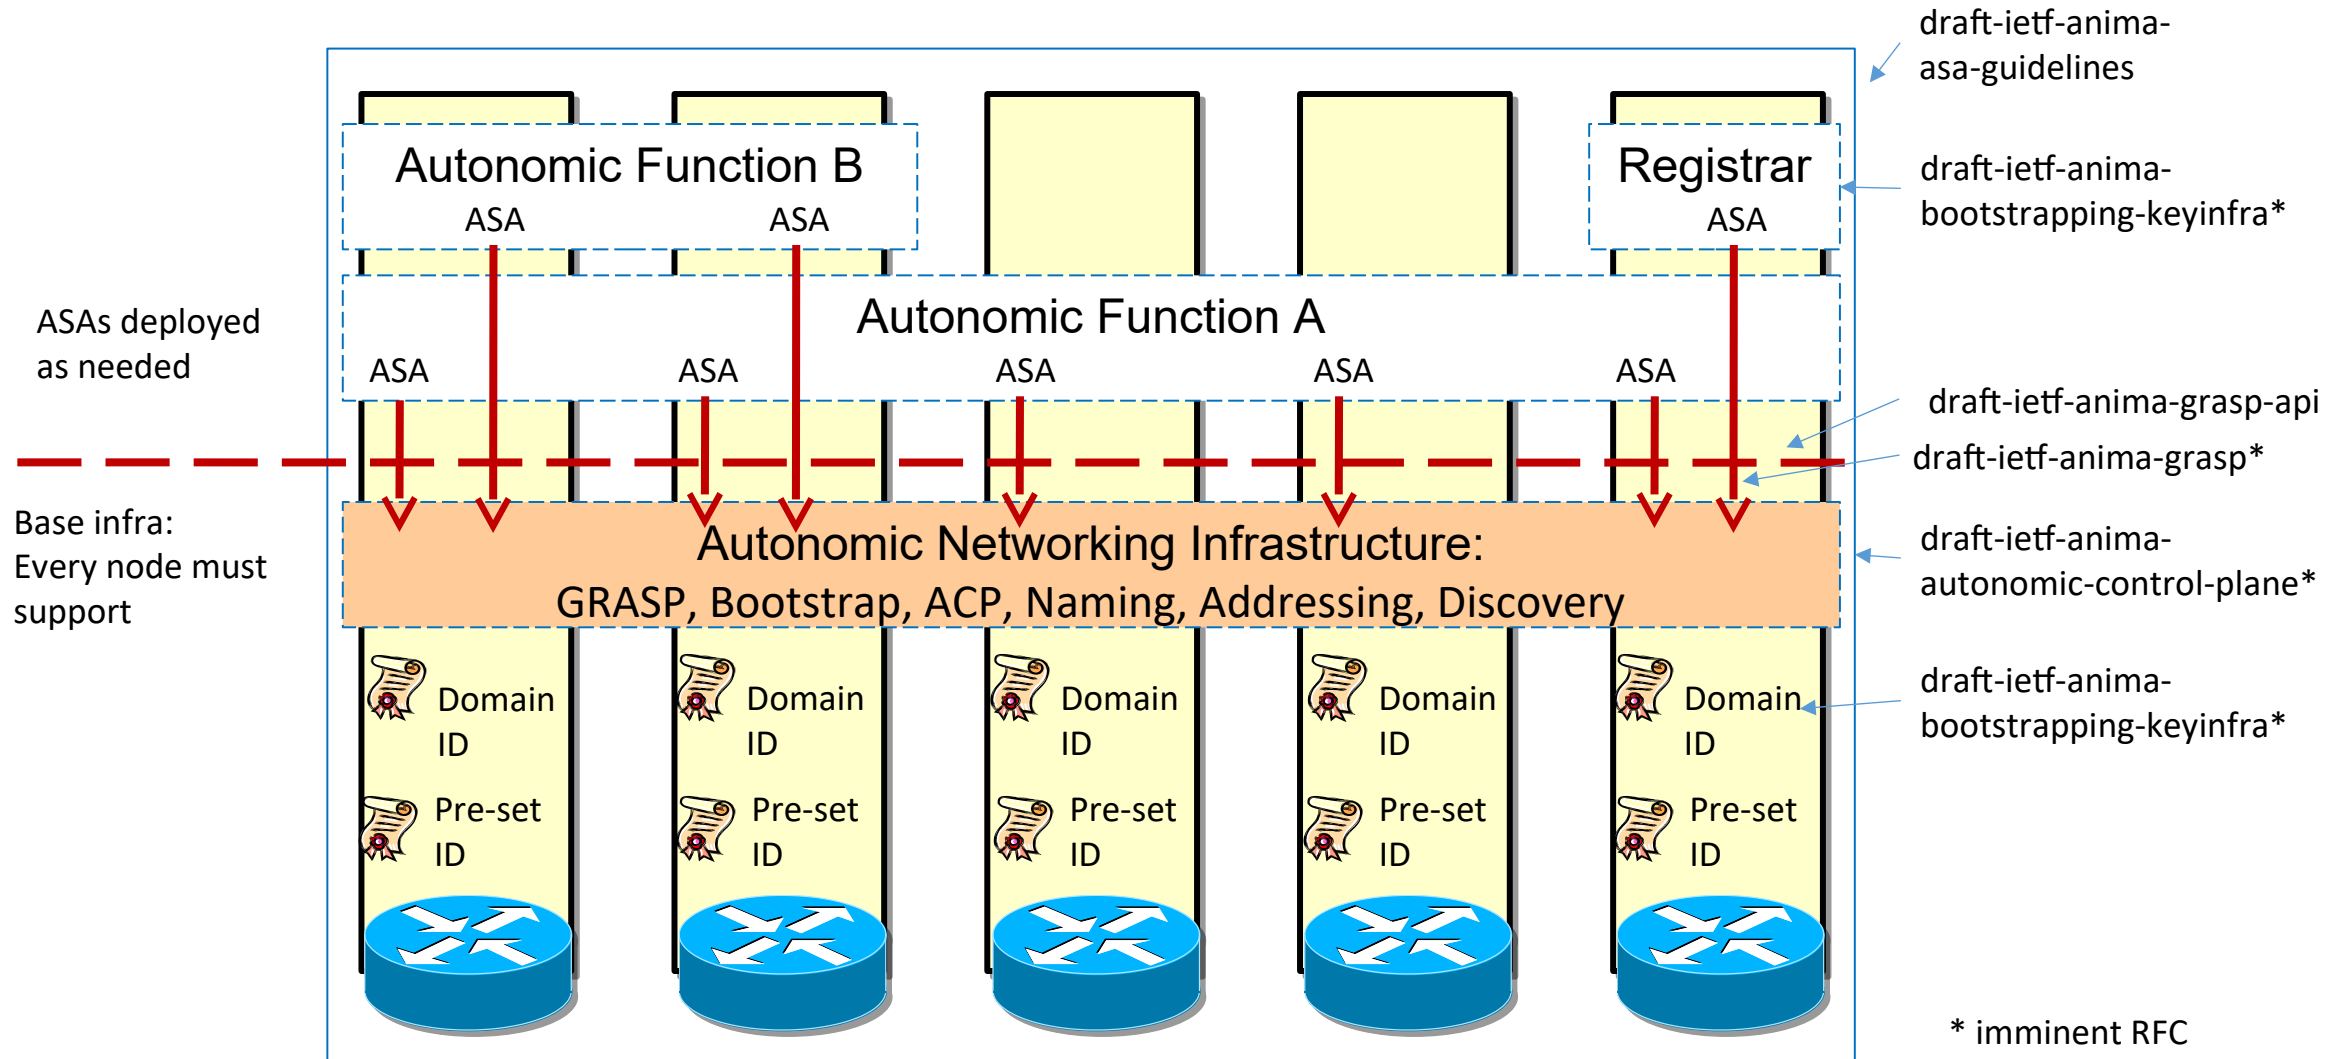 draft-ietf-anima-
asa-guidelines
Autonomic Function B
ASA
ASA
Registrar
ASA
draft-ietf-anima-
bootstrapping-keyinfra*
ASAs deployed
as needed
Autonomic Function A
ASA
ASA
ASA
ASA
ASA
draft-ietf-anima-grasp-api
draft-ietf-anima-grasp*
Base infra:
Every node must
support
Autonomic Networking Infrastructure:
GRASP, Bootstrap, ACP, Naming, Addressing, Discovery
draft-ietf-anima-
autonomic-control-plane*
Domain
ID
Domain
ID
Domain
ID
Domain
ID
Domain
ID
draft-ietf-anima-
bootstrapping-keyinfra*
Pre-set
ID
Pre-set
ID
Pre-set
ID
Pre-set
ID
Pre-set
ID
* imminent RFC